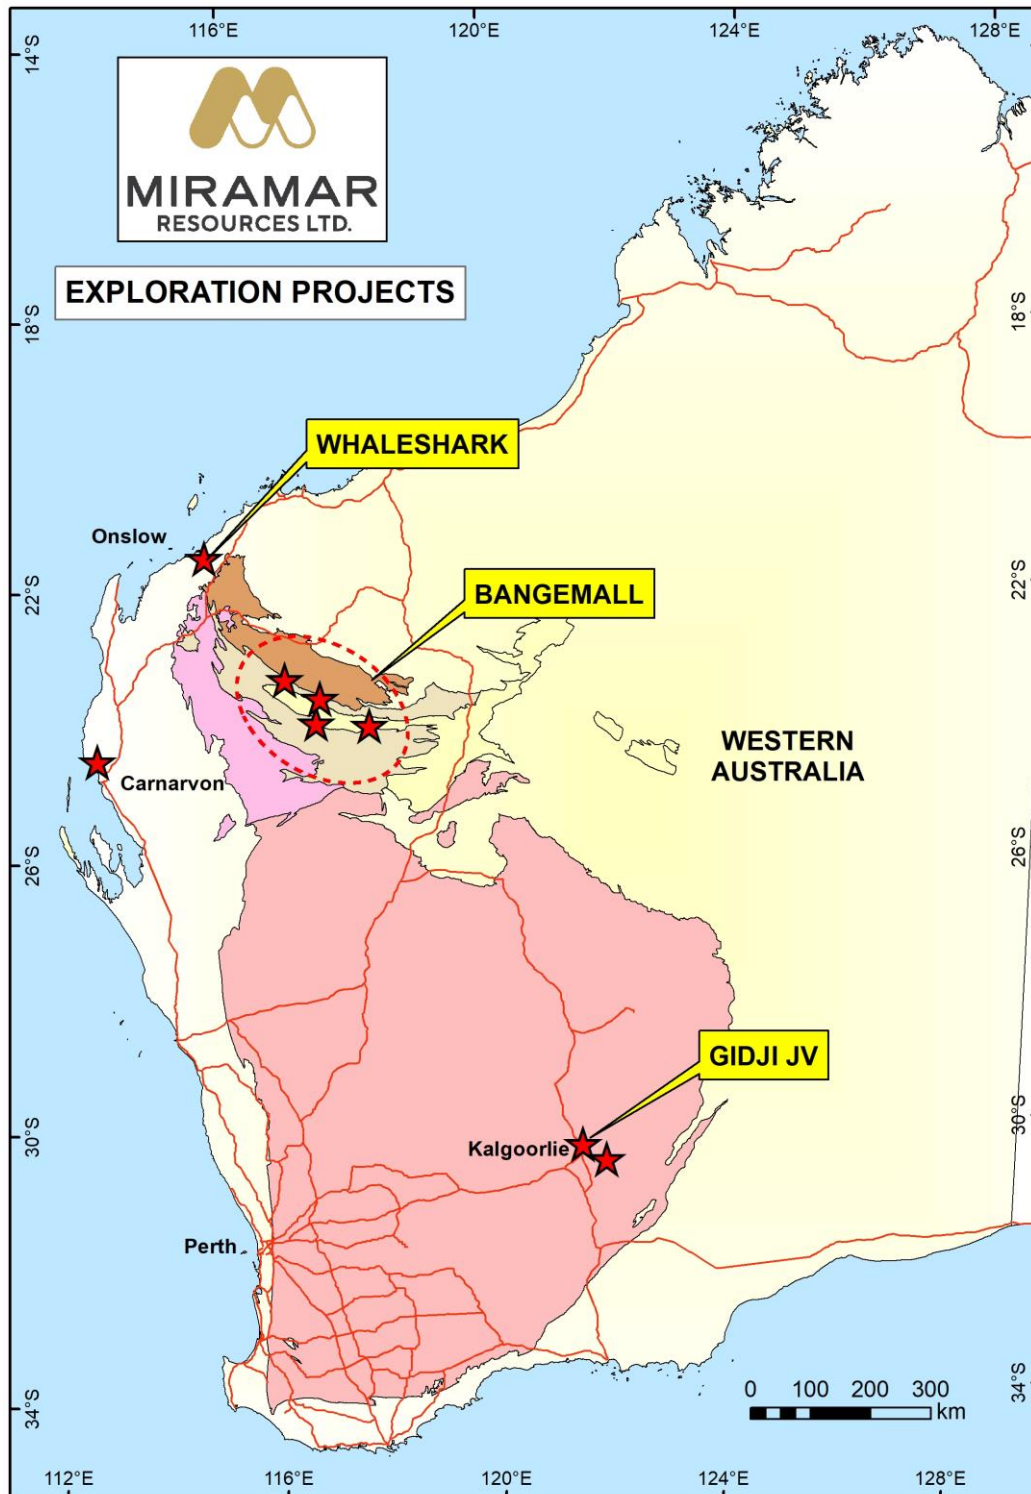 116°E
120°E
124°E
128°E
14°S
MIRAMAR
RESOURCES LTD.
EXPLORATION PROJECTS
18°S
18°S
WHALESHARK
Onslow
22°S
22°S
BANGEMALL
WESTERN
AUSTRALIA
Carnarvon
26°S
26°S
GIDJI JV
30°S
30°S
Kalgoorlie
Perth
0 100 200 300
km
34°S
34°S
112°E
116°E
120°E
124°E
128°E